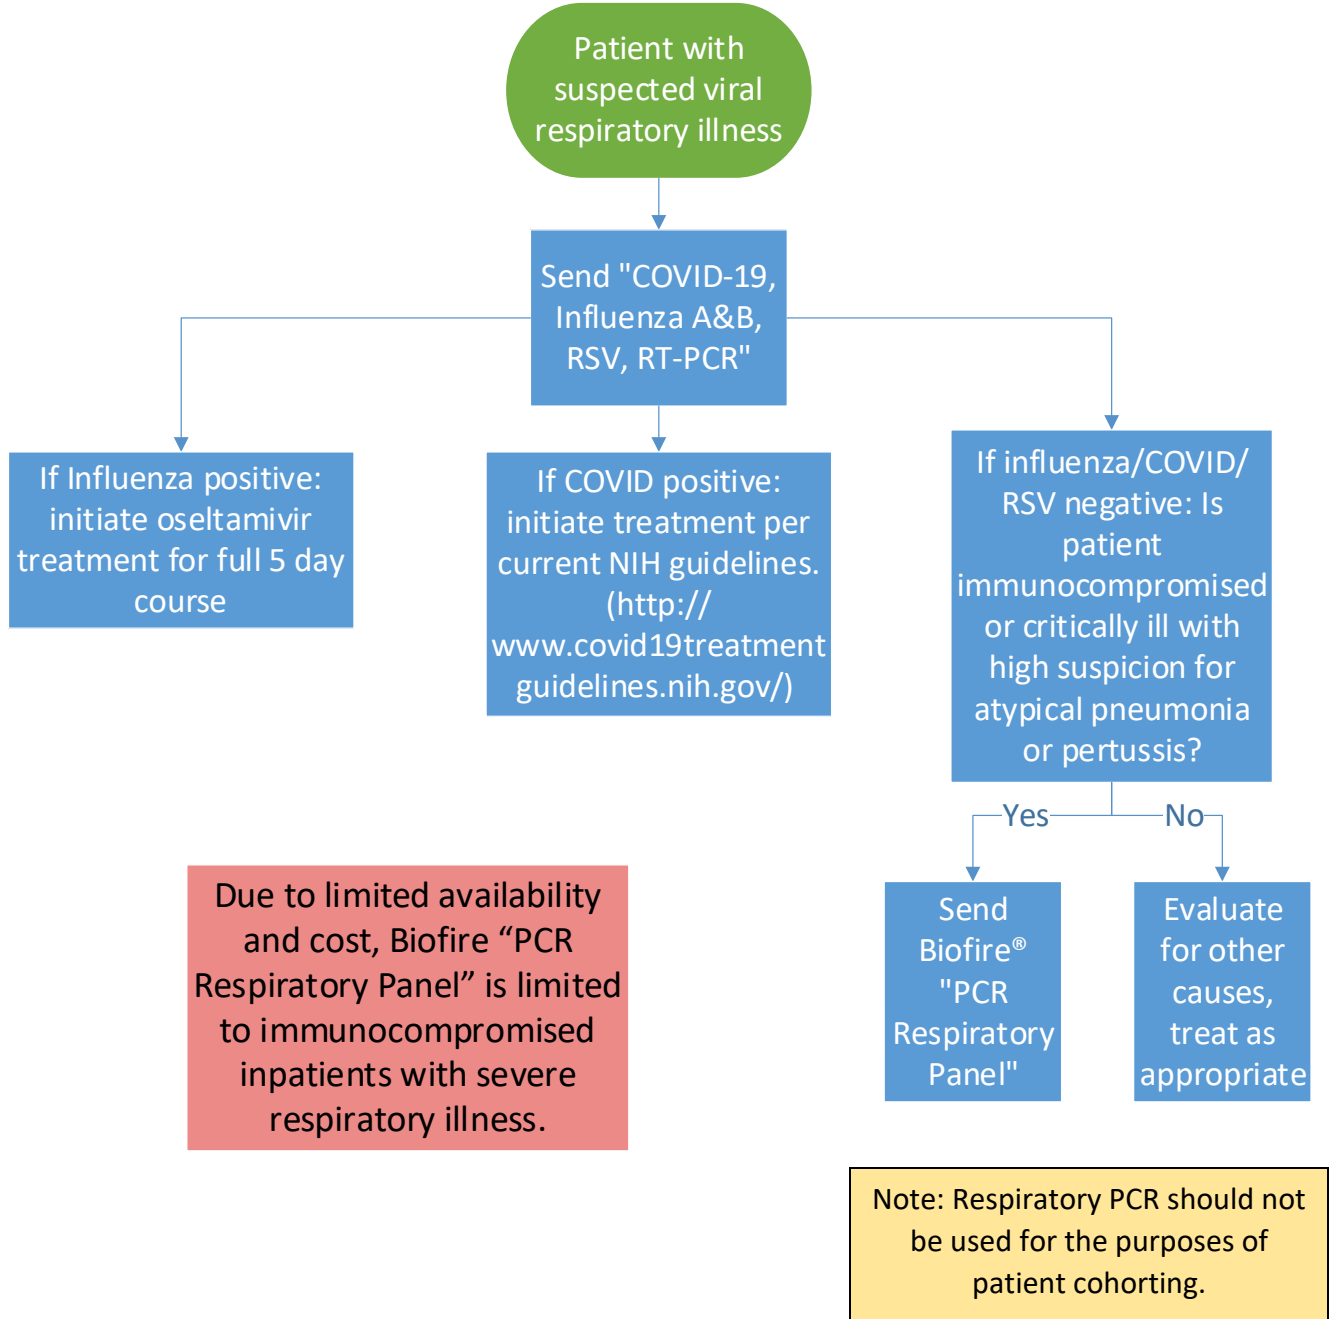 Patient with
suspected viral
respiratory illness
Send "COVID-19,
Influenza A&B,
RSV, RT-PCR"
If Influenza positive:
initiate oseltamivir
treatment for full 5 day
course
If COVID positive:
initiate treatment per
current NIH guidelines.
(http://
www.covid19treatment
guidelines.nih.gov/)
If influenza/COVID/
RSV negative: Is
patient
immunocompromised
or critically ill with
high suspicion for
atypical pneumonia
or pertussis?
Yes
No
Send
Biofire®
"PCR
Respiratory
Panel"
Evaluate
for other
causes,
treat as
appropriate
Due to limited availability
and cost, Biofire “PCR
Respiratory Panel” is limited
to immunocompromised
inpatients with severe
respiratory illness.
Note: Respiratory PCR should not
be used for the purposes of
patient cohorting.